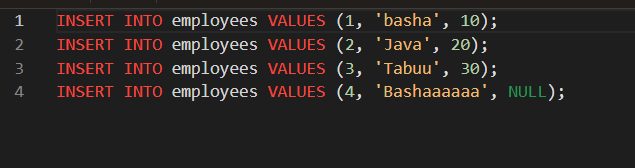 1 INSERT INTO employees VALUES (1, 'basha', 10);
2 INSERT INTO employees VALUES (2, 'Java', 20);
3 INSERT INTO employees VALUES (3, 'Tabuu', 30);
4 INSERT INTO employees VALUES (4, 'Bashaaaaaa', NULL);